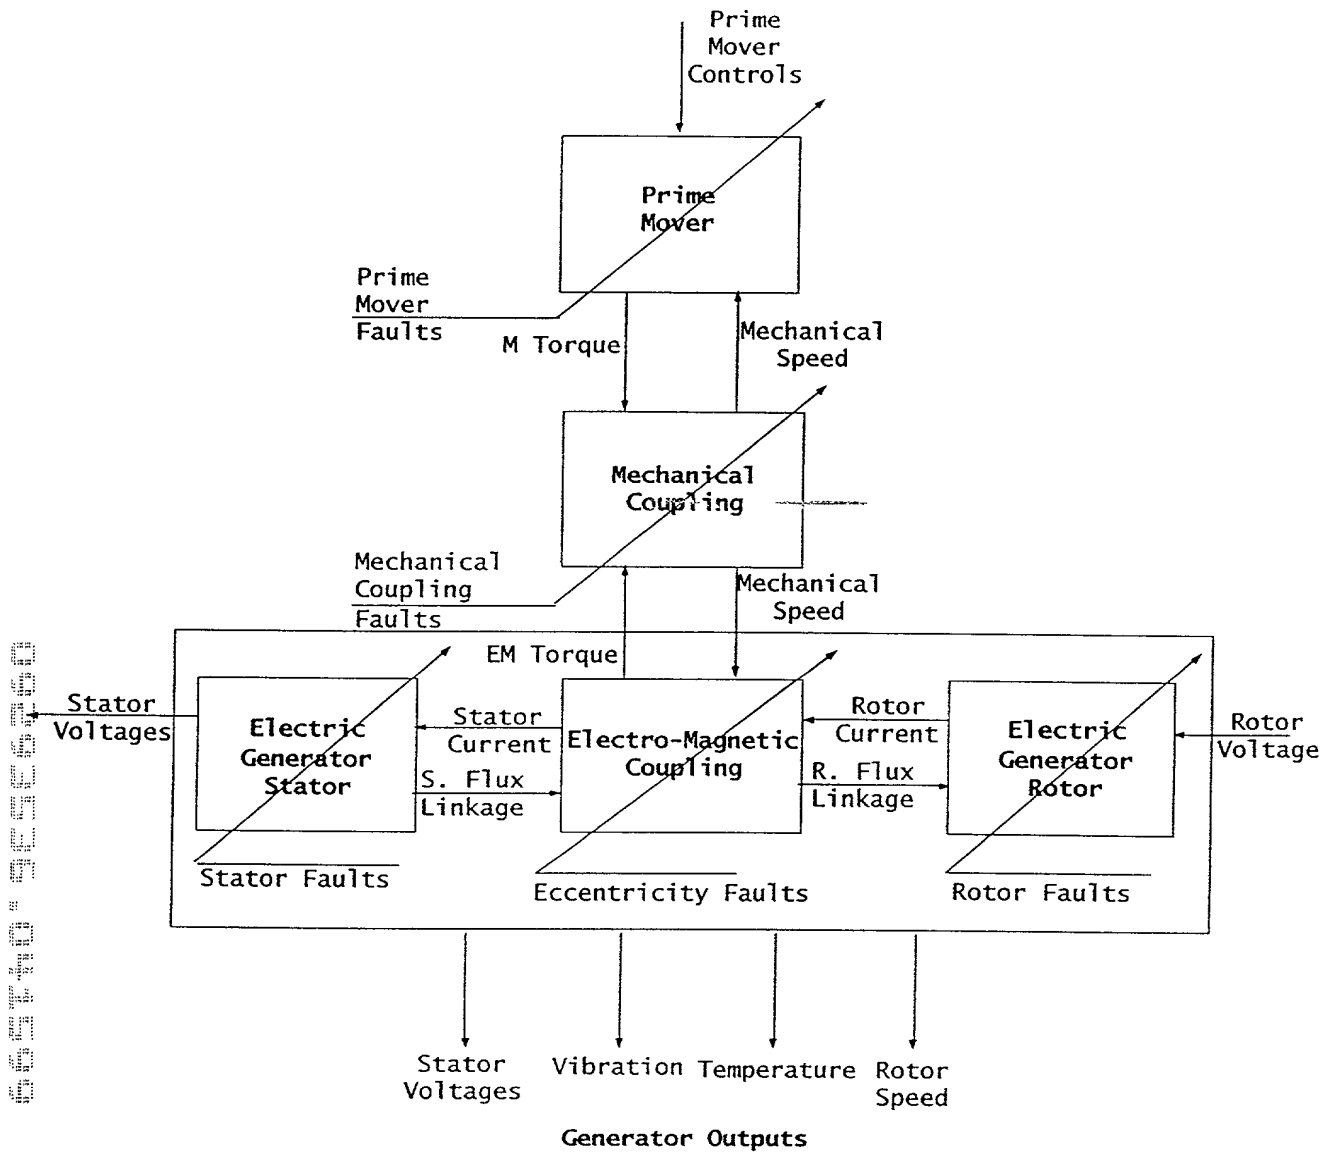 Prime
Mover
Controls
Prime
Mover
Prime
Mover
Faults
M Torque
Mechanical
Speed
Mechanical
Coupling
Mechanical
Coupling
Faults
Mechanical
Speed
EM Torque
Stator
Voltages
Electric
Generator
Stator
Stator
Current
S. Flux
Linkage
Electro-Magnetic
Coupling
Rotor
Current
R. Flux
Linkage
Electric
Generator
Rotor
Rotor
Voltage
Stator Faults
Eccentricity Faults
Rotor Faults
Stator
Voltages
Vibration
Temperature
Rotor
Speed
Generator Outputs